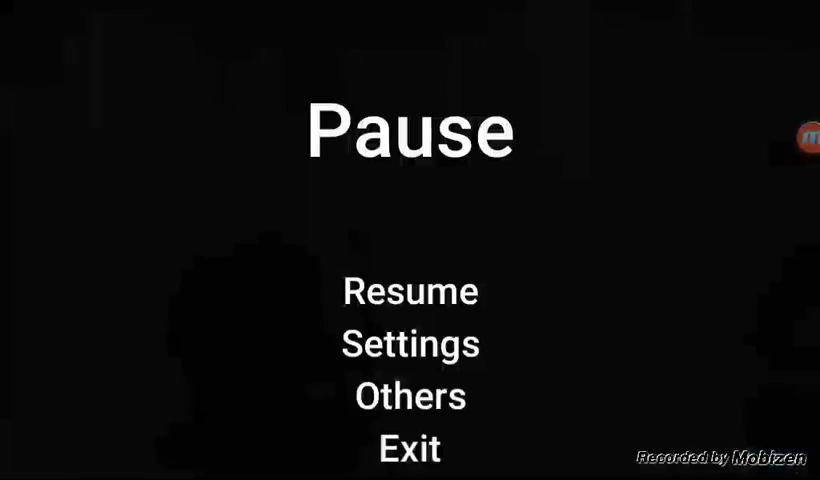 Pause
m
Resume
Settings
Others
Exit
Recorded by Mobizen